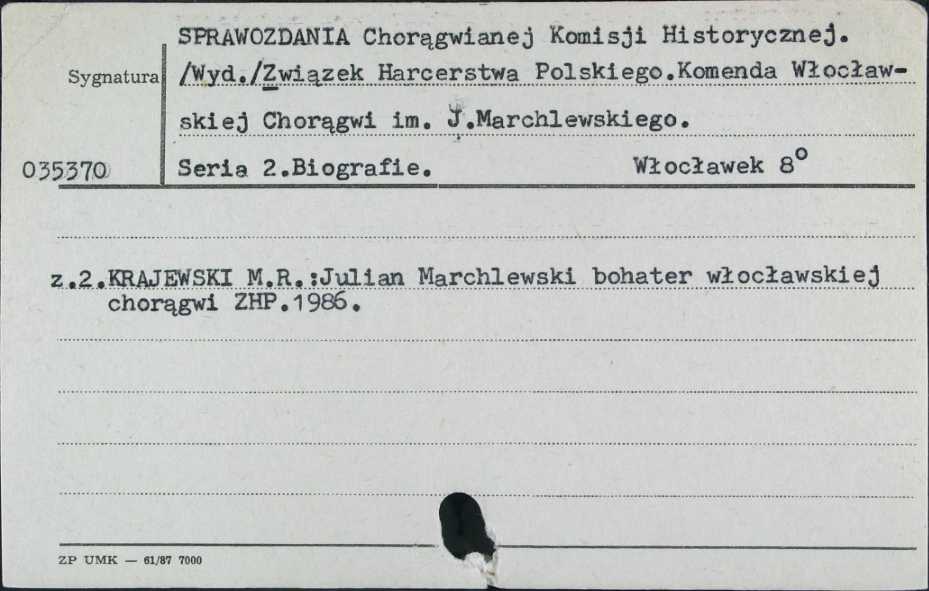 SPRAWOZDANIA Chorągwianej Komisji Historycznej.
Sygnatura /Wyd./Związek Harcerstwa Polskiego.Komenda Włocław-
skiej Chorągwi im. J.Marchlewskiego.
035370 Seria 2.Biografie. Włocławek 8°
z.2.KRAJEWSKI M.R.:Julian Marchlewski bohater włocławskiej
chorągwi ZHP.1986.
ZP UMK — 61/87 7000